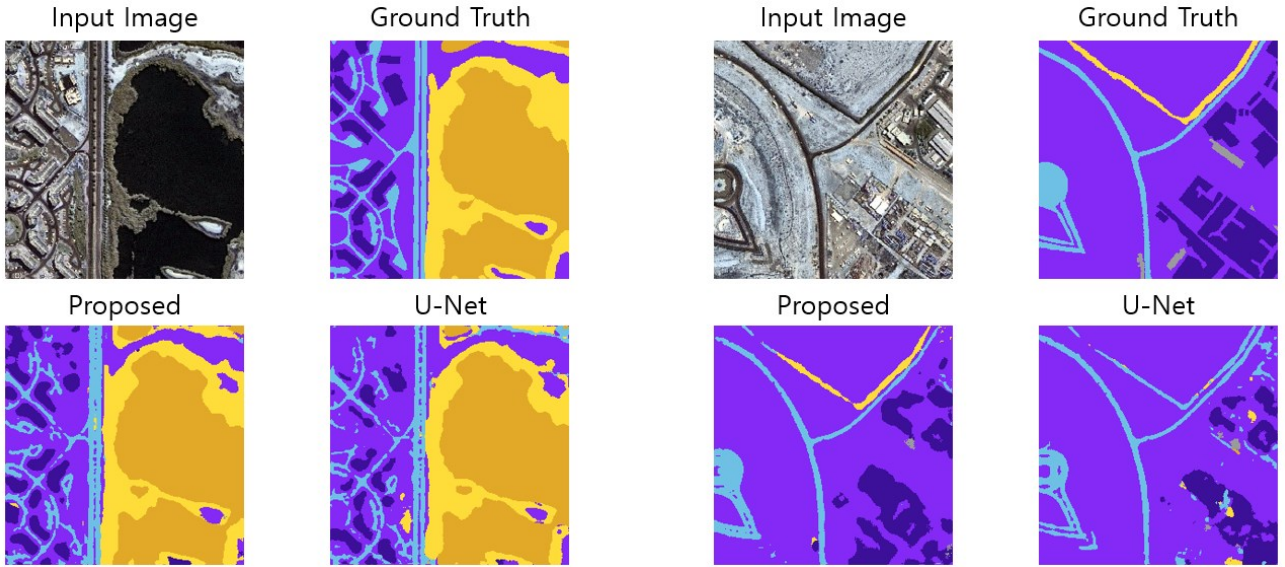 Input Image
Ground Truth
Input Image
Ground Truth
Proposed
U-Net
Proposed
U-Net